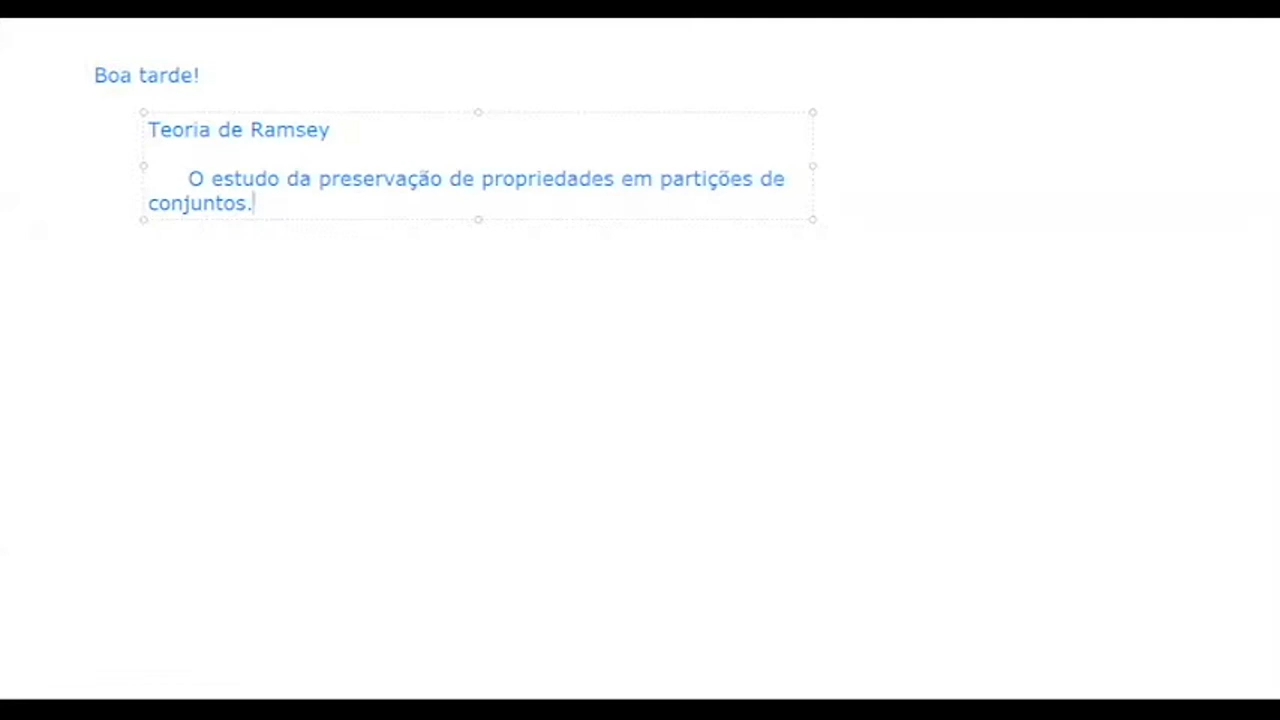 Boa tarde!
Teoria de Ramsey
O estudo da preservação de propriedades em partições de
conjuntos.